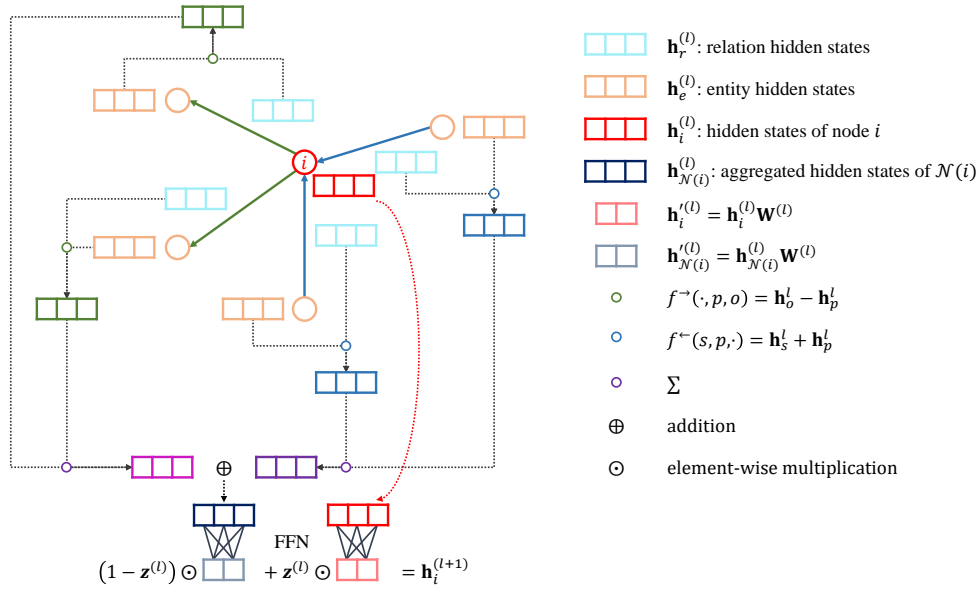 i
𝐡_r^(l): relation hidden states
𝐡_e^(l): entity hidden states
𝐡_i^(l): hidden states of node i
𝐡_𝒩(i)^(l): aggregated hidden states of 𝒩(i)
𝐡′_i^(l) = 𝐡_i^(l)𝐖^(l)
𝐡′_𝒩(i)^(l) = 𝐡_𝒩(i)^(l)𝐖^(l)
f^→(·, p, o) = 𝐡_o^l − 𝐡_p^l
f^←(s, p,·) = 𝐡_s^l + 𝐡_p^l
∑
⊕ addition
⊙ element-wise multiplication
⊕
FFN
(1 − 𝒛^(l)) ⊙ + 𝒛^(l) ⊙ = 𝐡_i^(l+1)